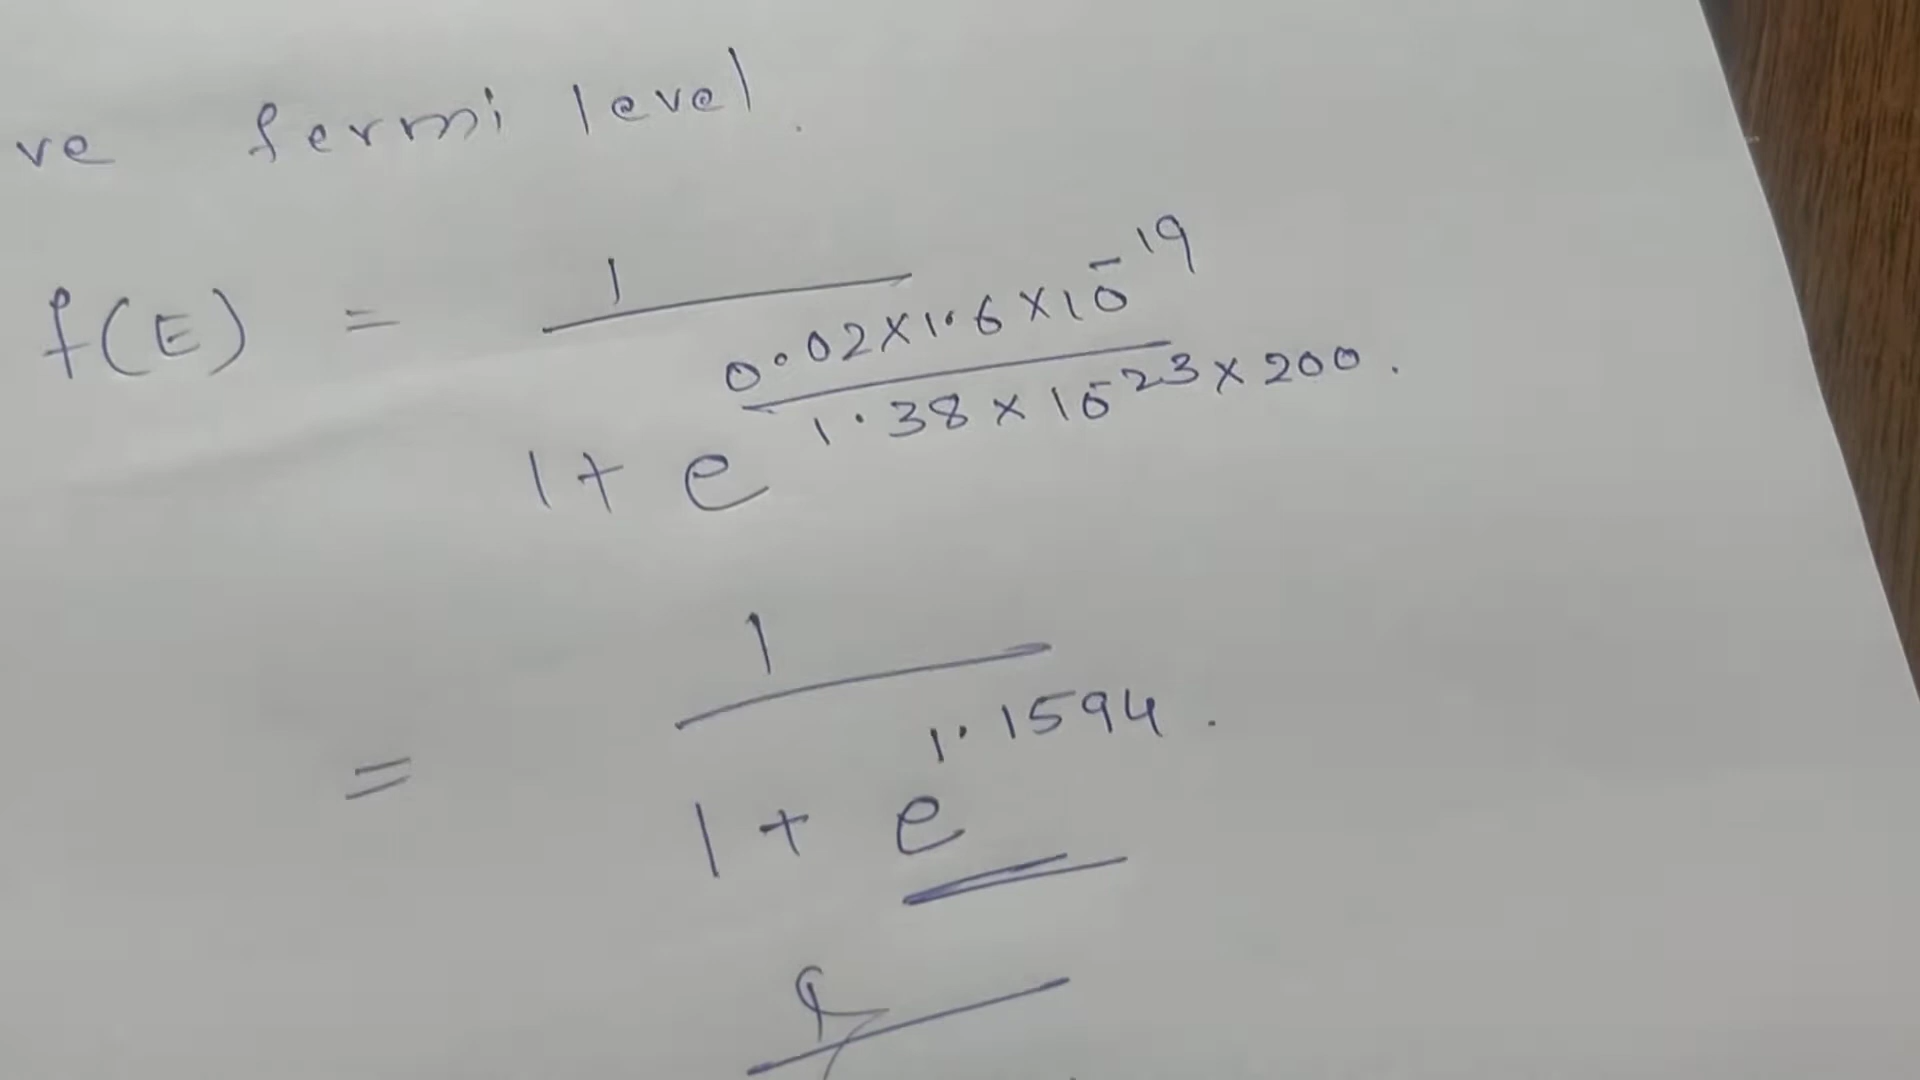 ve fermi level.
f(E) = 1
0.02×1.6×10⁻¹⁹
1.38×10⁻²³×200.
1+ e
= 1
1.1594.
1+ e